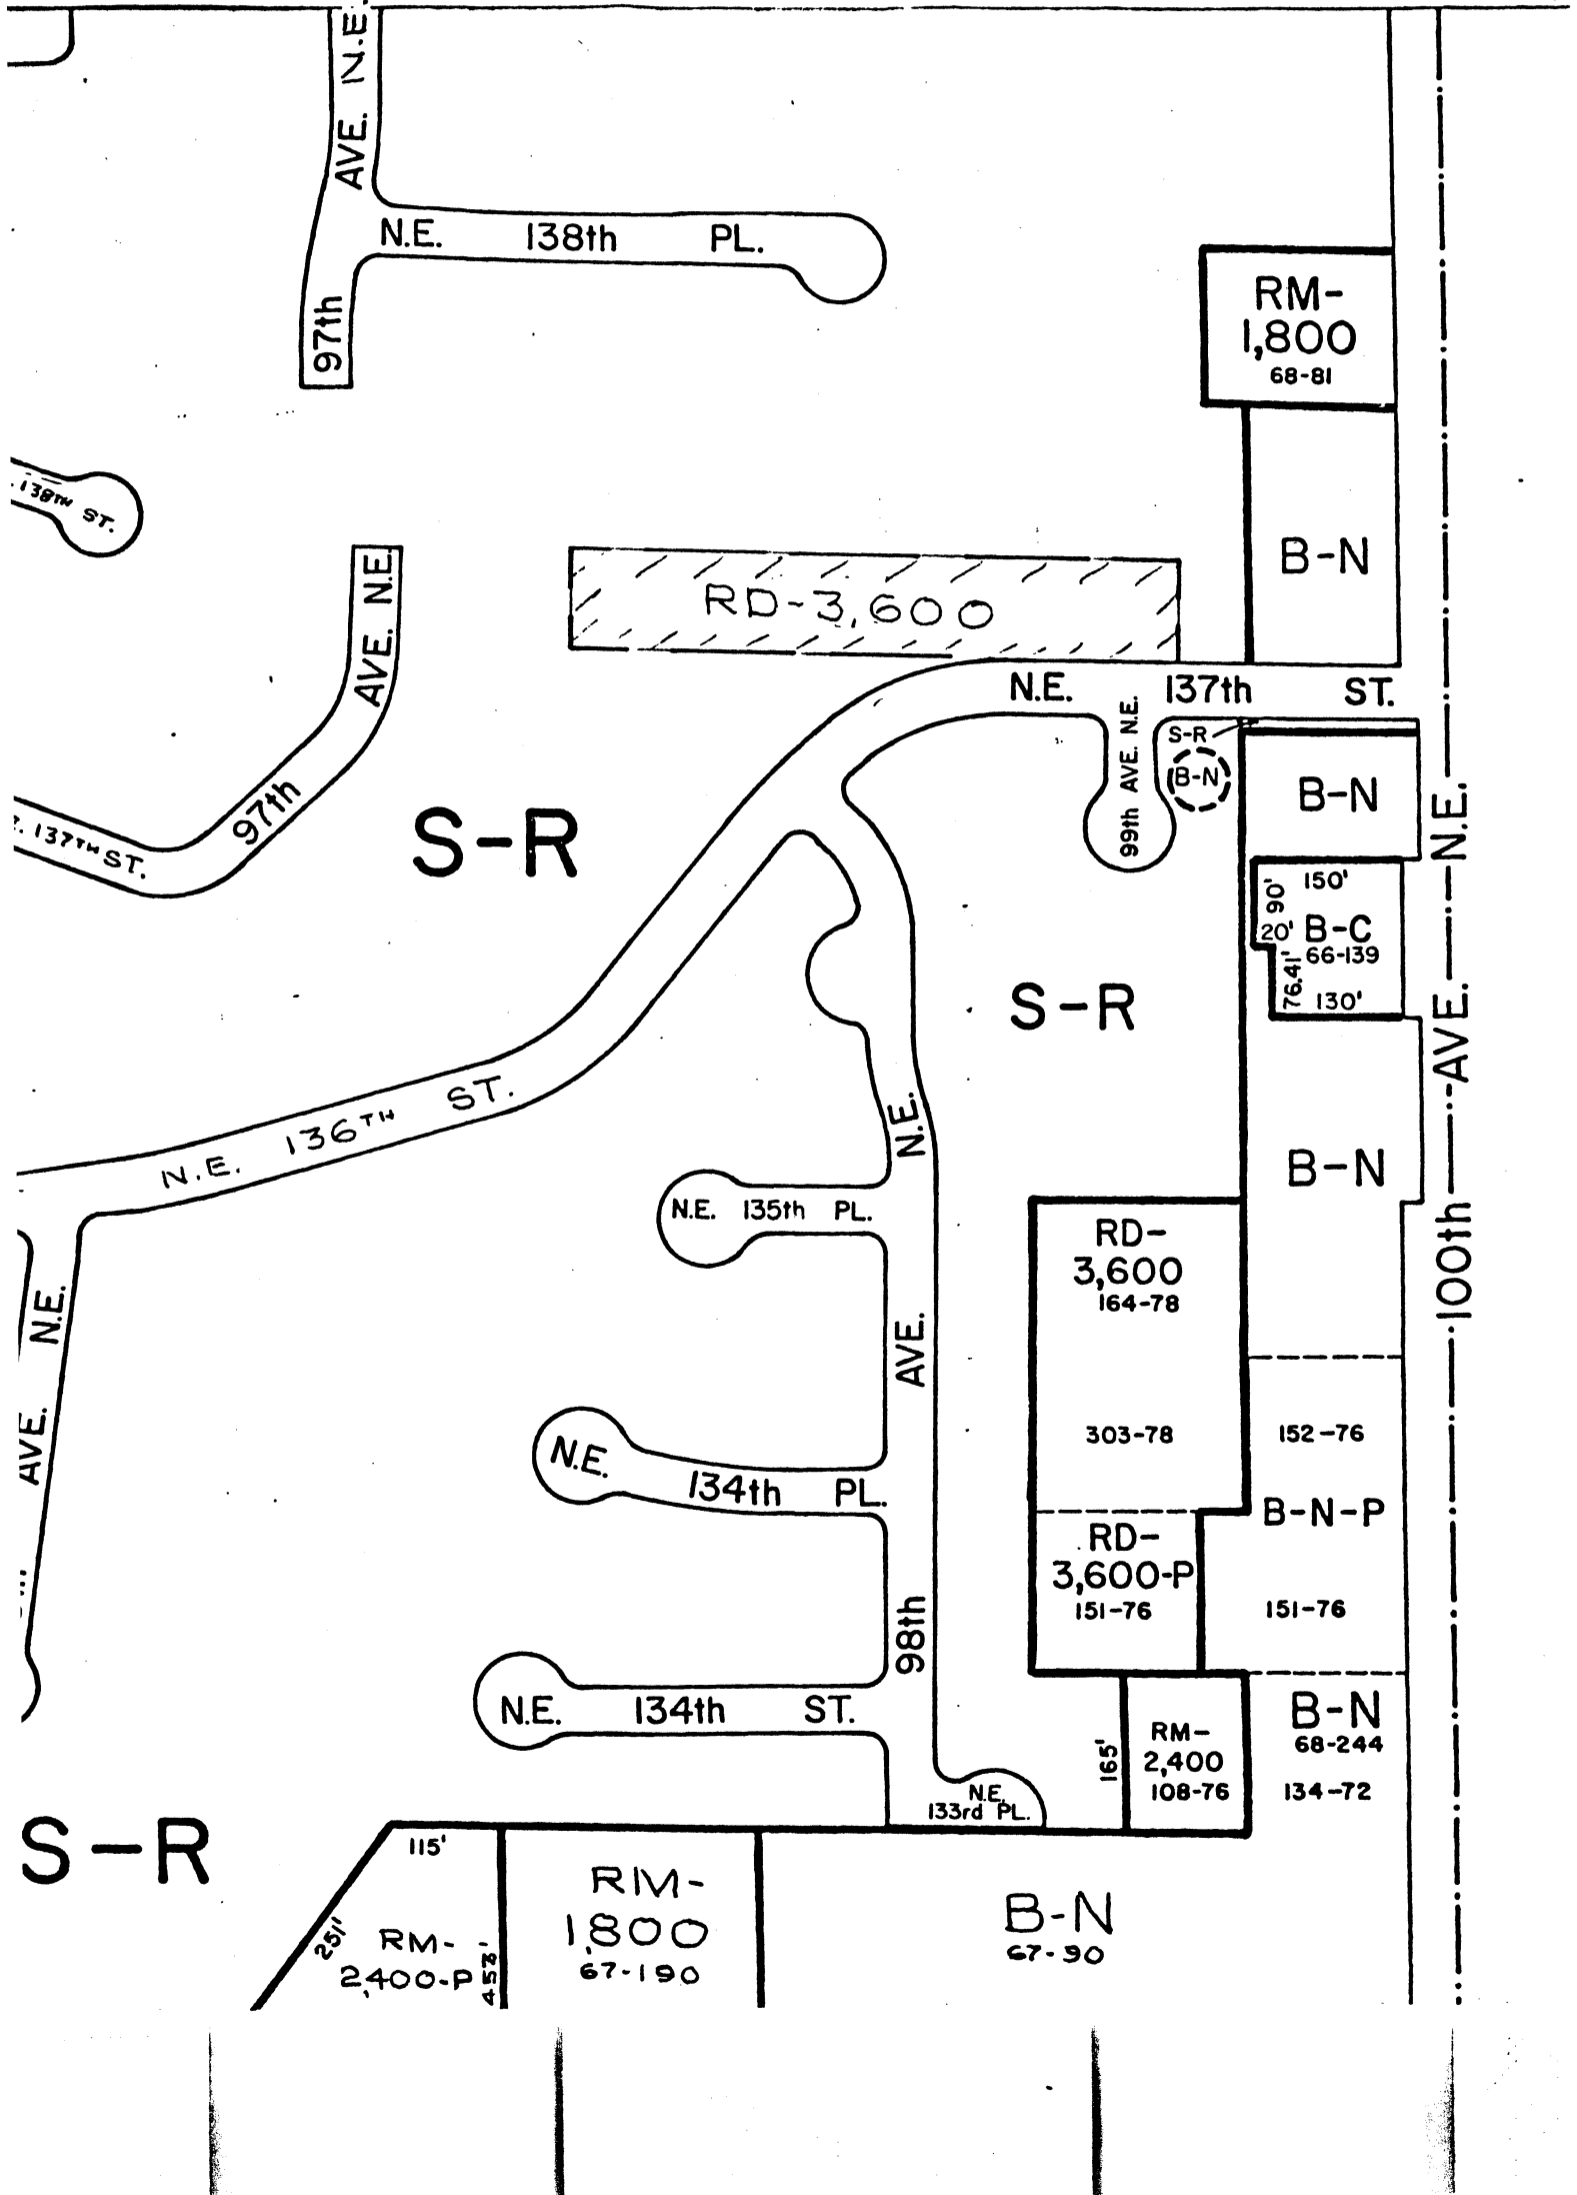 AVE. N.E.
N.E. 138th PL.
97th
RM-
1,800
68-81
138TH ST.
B-N
AVE. N.E.
RD-3,600
N.E. 137th ST.
99th AVE. N.E.
S-R
B-N
B-N
97th
137TH ST.
S-R
150'
90'
20'
B-C
66-139
76.41'
130'
S-R
100th AVE. N.E.
N.E. 136TH ST.
B-N
N.E. 135th PL.
98th AVE. N.E.
RD-
3,600
164-78
AVE. N.E.
303-78
152-76
N.E. 134th PL.
B-N-P
RD-
3,600-P
151-76
151-76
N.E. 134th ST.
B-N
68-244
134-72
165'
RM-
2,400
108-76
N.E.
133rd PL.
S-R
115'
251'
RM-
2,400-P
453'
RM-
1,800
67-190
B-N
67-90